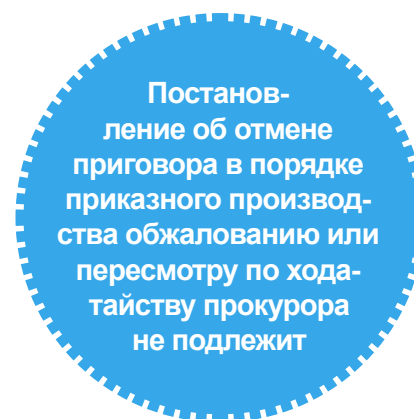 Постанов-
ление об отмене
приговора в порядке
приказного производ-
ства обжалованию или
пересмотру по хода-
тайству прокурора
не подлежит